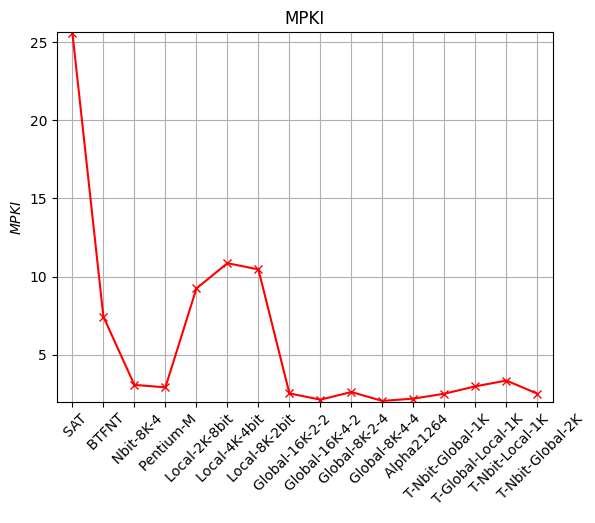 MPKI
25
20
15
10
5
MPKI
SAT
BTFNT
Nbit-8K-4
Pentium-M
Local-2K-8bit
Local-4K-4bit
Local-8K-2bit
Global-16K-2-2
Global-16K-4-2
Global-8K-2-4
Global-8K-4-4
Alpha21264
T-Nbit-Global-1K
T-Global-Local-1K
T-Nbit-Local-1K
T-Nbit-Global-2K